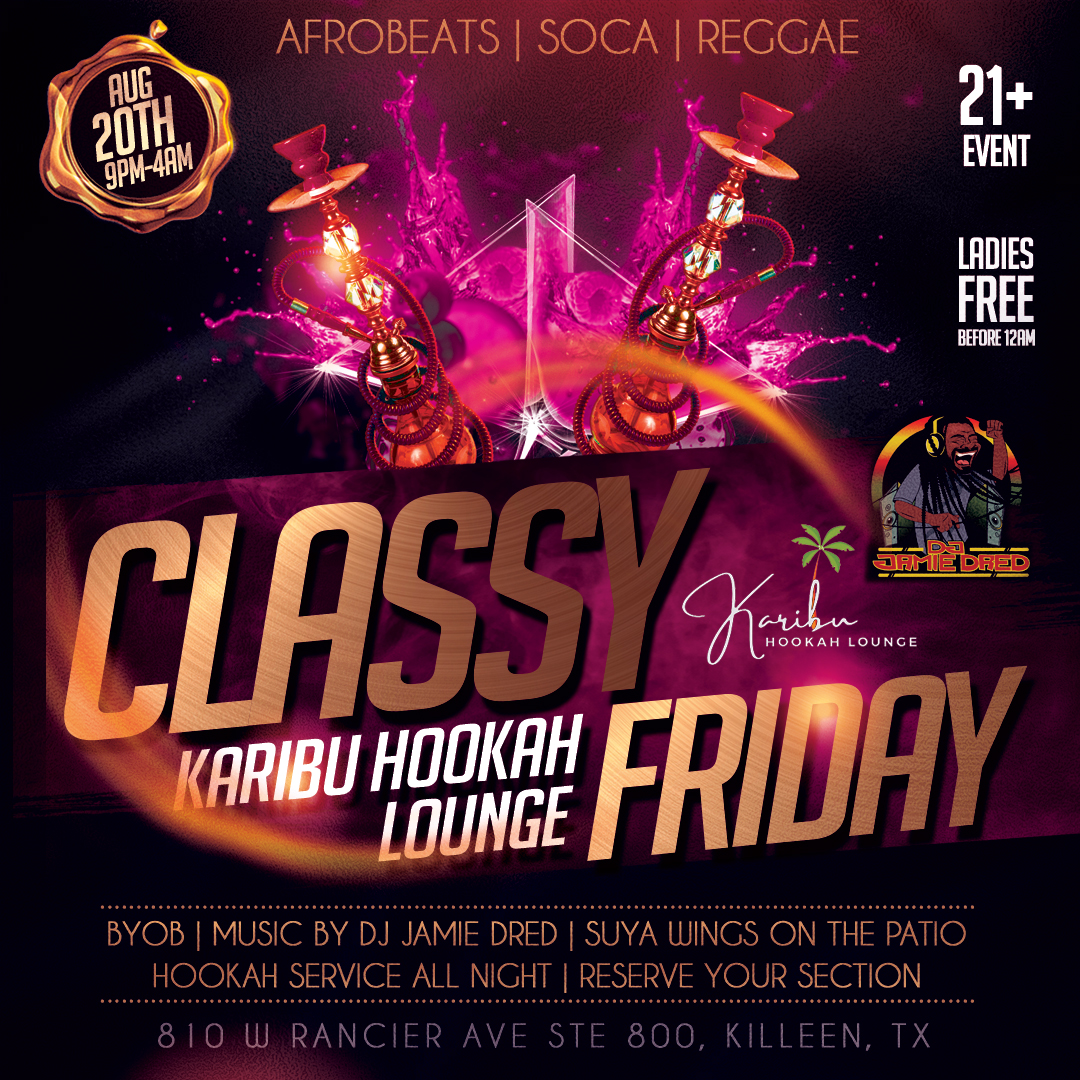 AFROBEATS | SOCA | REGGAE
AUG
20TH
9PM-4AM
21+
EVENT
LADIES
FREE
BEFORE 12AM
DJ
JAMIE DRED
CLASSY
Karibu
HOOKAH LOUNGE
FRIDAY
KARIBU HOOKAH
LOUNGE
BYOB | MUSIC BY DJ JAMIE DRED | SUYA WINGS ON THE PATIO
HOOKAH SERVICE ALL NIGHT | RESERVE YOUR SECTION
810 W RANCIER AVE STE 800, KILLEEN, TX